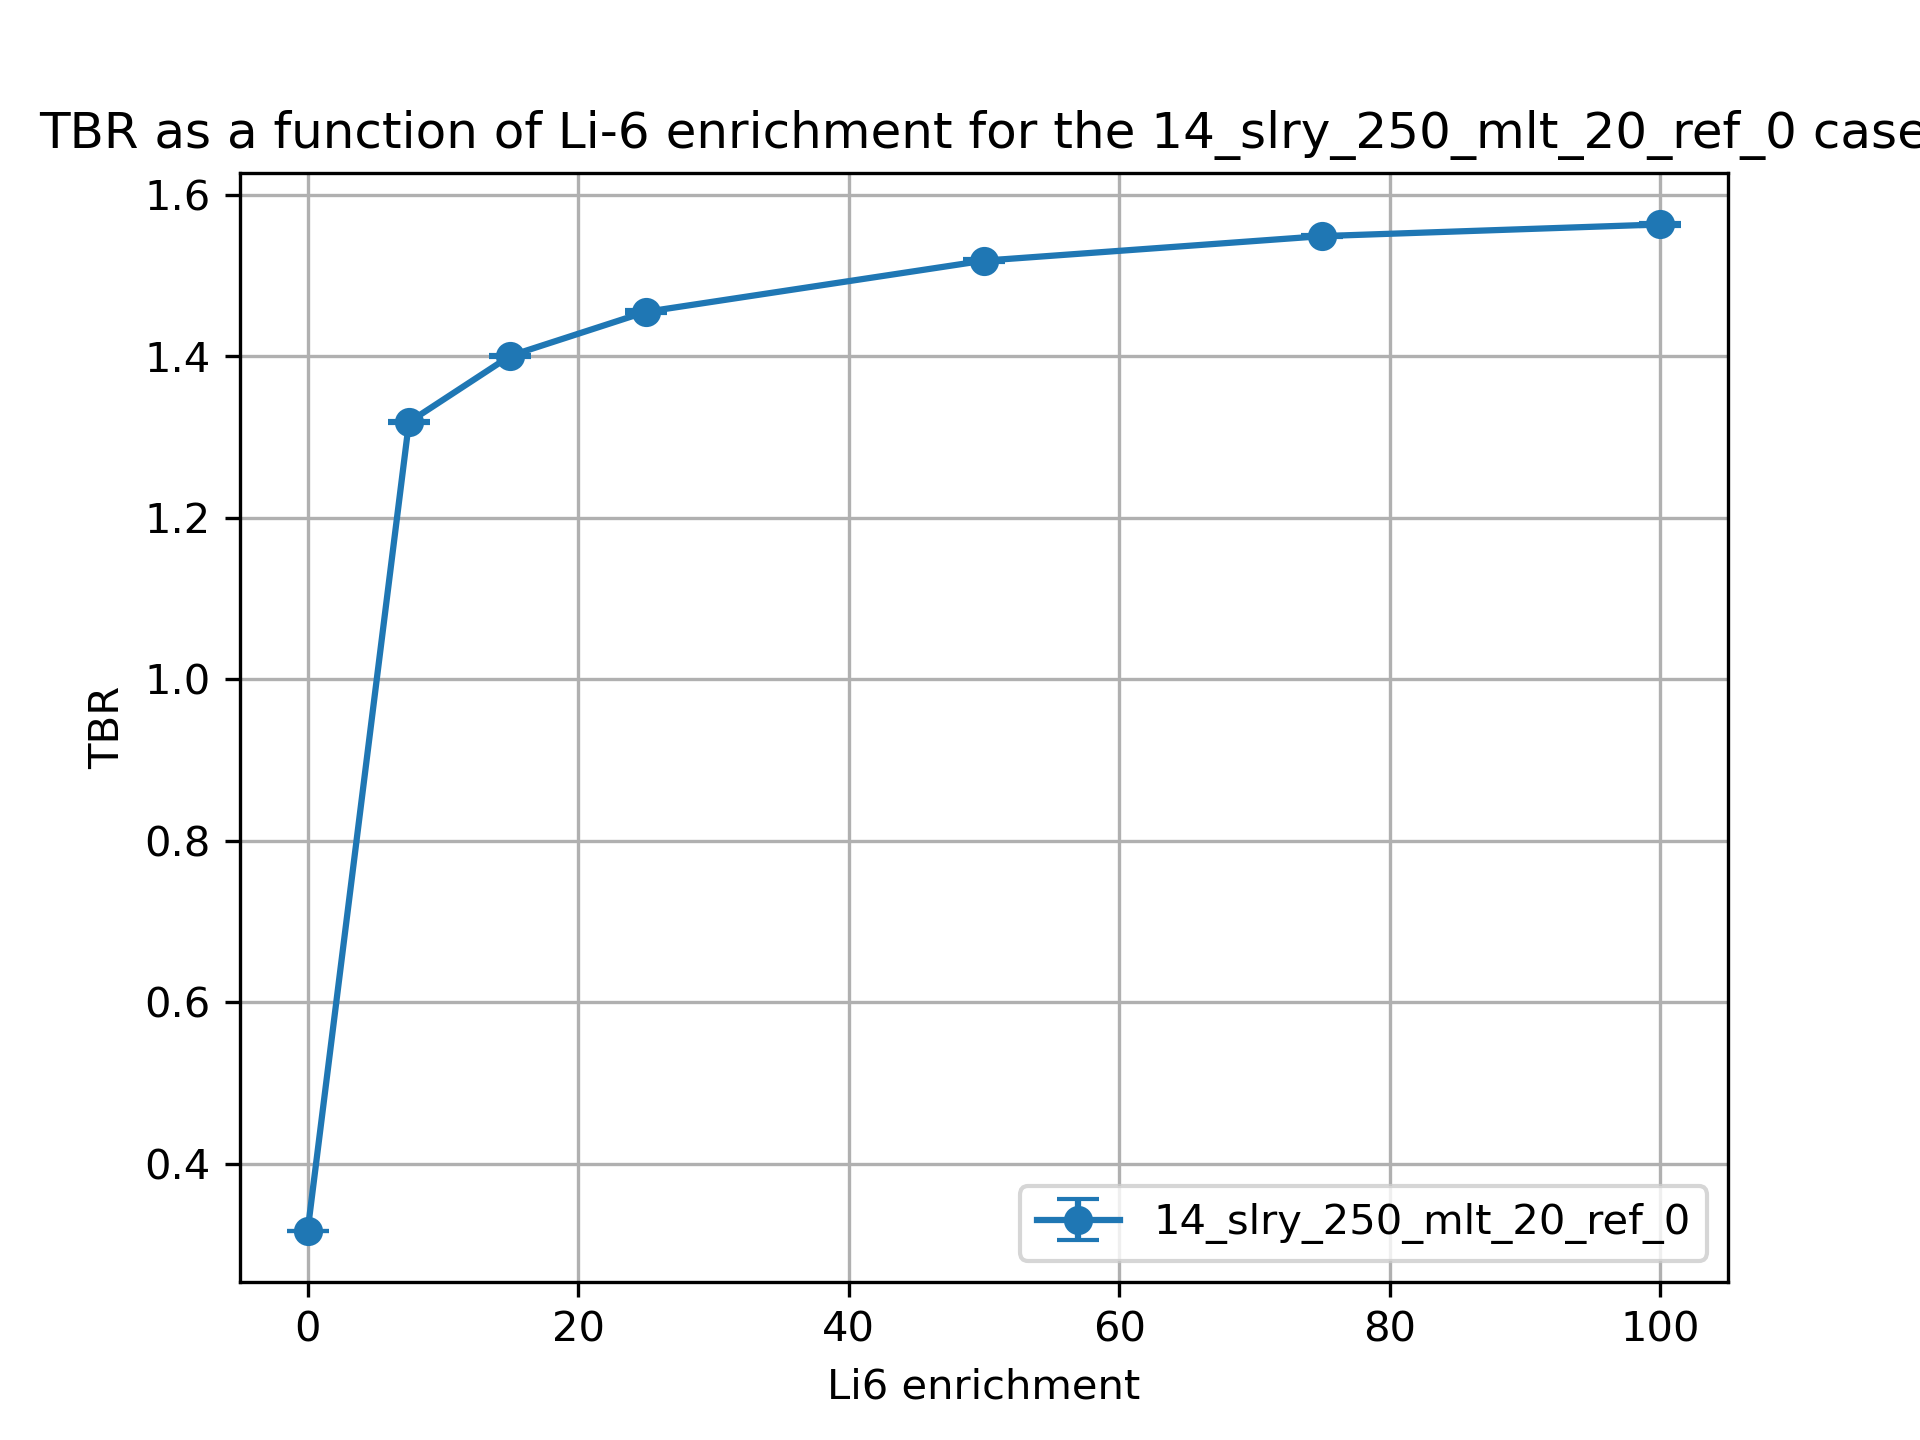 TBR as a function of Li-6 enrichment for the 14_slry_250_mlt_20_ref_0 case
1.6
1.4
1.2
1.0
0.8
0.6
0.4
TBR
14_slry_250_mlt_20_ref_0
0 20 40 60 80 100
Li6 enrichment